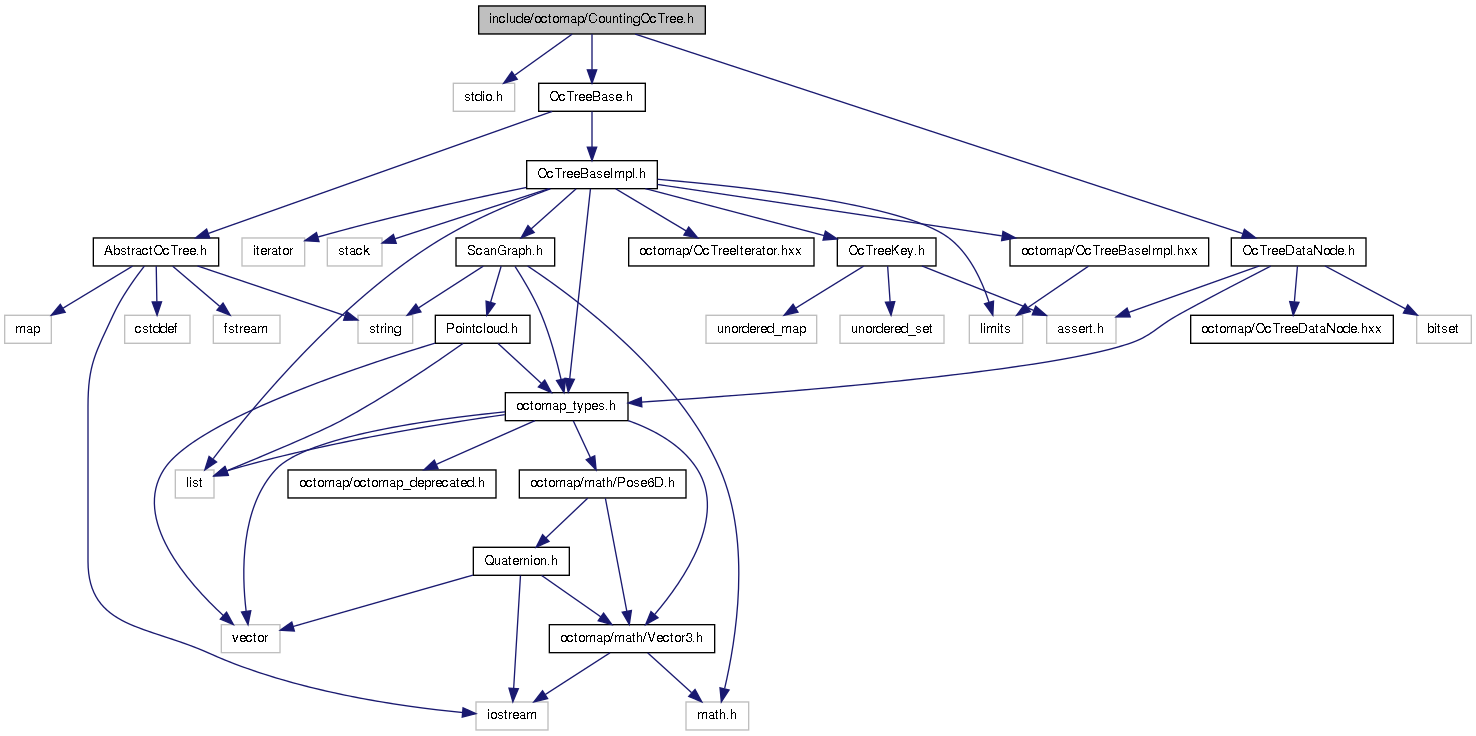 include/octomap/CountingOcTree.h
stdio.h
OcTreeBase.h
OcTreeBaseImpl.h
AbstractOcTree.h
iterator
stack
ScanGraph.h
octomap/OcTreeIterator.hxx
OcTreeKey.h
octomap/OcTreeBaseImpl.hxx
OcTreeDataNode.h
map
cstddef
fstream
string
Pointcloud.h
unordered_map
unordered_set
limits
assert.h
octomap/OcTreeDataNode.hxx
bitset
octomap_types.h
list
octomap/octomap_deprecated.h
octomap/math/Pose6D.h
Quaternion.h
vector
octomap/math/Vector3.h
iostream
math.h